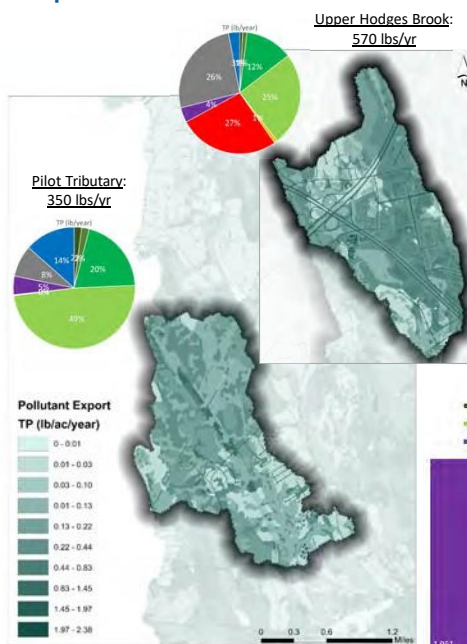 Upper Hodges Brook:
570 lbs/yr
TP (lb/year)
12%
25%
1%
27%
4%
26%
3%
N
Pilot Tributary:
350 lbs/yr
TP (lb/year)
20%
49%
0%
5%
8%
14%
Pollutant Export
TP (lb/ac/year)
0 - 0.01
0.01 - 0.03
0.03 - 0.10
0.01 - 0.13
0.13 - 0.22
0.22 - 0.44
0.44 - 0.83
0.83 - 1.45
1.45 - 1.97
1.97 - 2.38
0 0.3 0.6 1.2
Miles